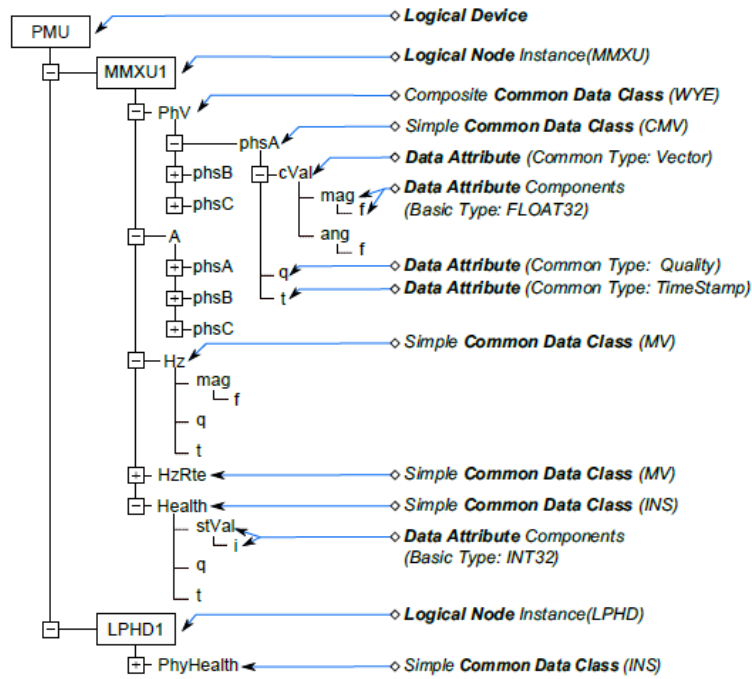 PMU
Logical Device
MMXU1
Logical Node Instance(MMXU)
PhV
Composite Common Data Class (WYE)
phsA
Simple Common Data Class (CMV)
phsB
cVal
Data Attribute (Common Type: Vector)
phsC
mag
f
Data Attribute Components
(Basic Type: FLOAT32)
A
ang
f
phsA
q
Data Attribute (Common Type: Quality)
phsB
t
Data Attribute (Common Type: TimeStamp)
phsC
Hz
Simple Common Data Class (MV)
mag
f
q
t
HzRte
Simple Common Data Class (MV)
Health
Simple Common Data Class (INS)
stVal
i
Data Attribute Components
(Basic Type: INT32)
q
t
LPHD1
Logical Node Instance(LPHD)
PhyHealth
Simple Common Data Class (INS)